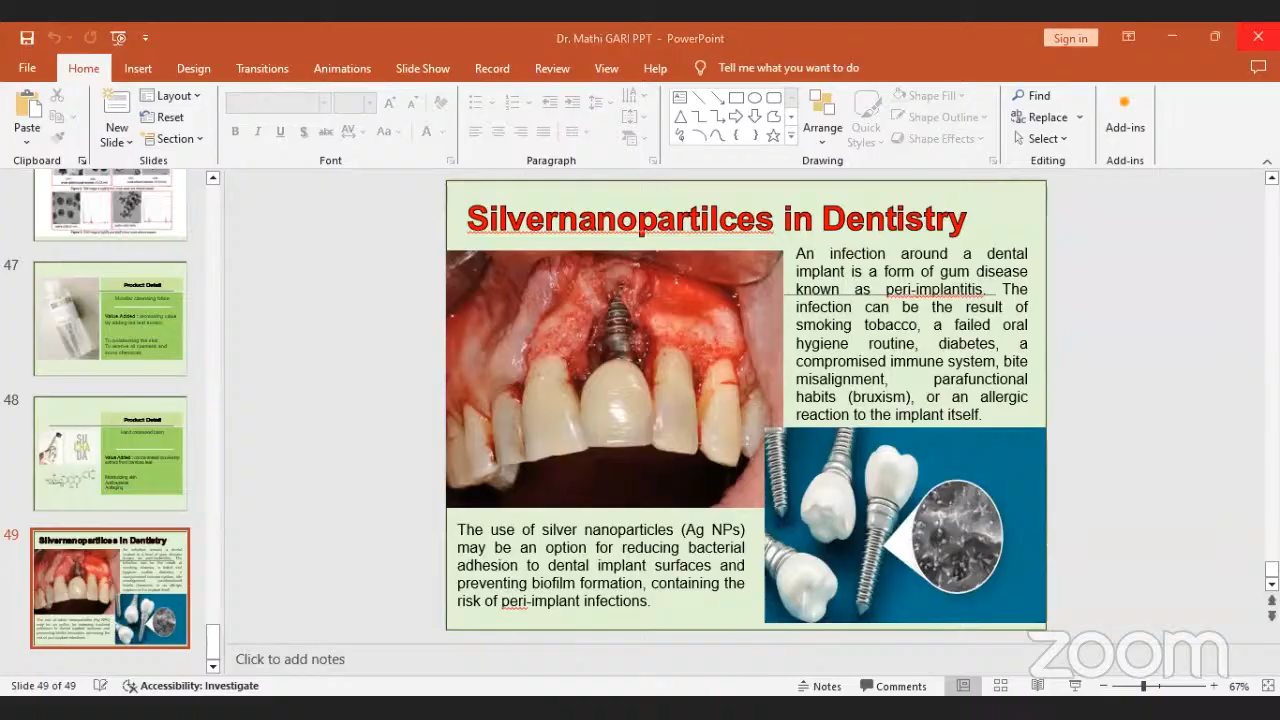 Dr. Mathi GARI PPT - PowerPoint
Sign in
File Home Insert Design Transitions Animations Slide Show Record Review View Help Tell me what you want to do
Paste
New
Slide
Layout
Reset
Section
B I U S abc AV Aa A
Arrange
Quick
Styles
Shape Fill
Shape Outline
Shape Effects
Find
Replace
Select
Add-ins
Clipboard Slides Font Paragraph Drawing Editing Add-ins
47
Product Detail
48
Product Detail
49
Silvernanopartilces in Dentistry
Silvernanopartilces in Dentistry
An infection around a dental
implant is a form of gum disease
known as peri-implantitis. The
infection can be the result of
smoking tobacco, a failed oral
hygiene routine, diabetes, a
compromised immune system, bite
misalignment, parafunctional
habits (bruxism), or an allergic
reaction to the implant itself.
The use of silver nanoparticles (Ag NPs)
may be an option for reducing bacterial
adhesion to dental implant surfaces and
preventing biofilm formation, containing the
risk of peri-implant infections.
zoom
Click to add notes
Slide 49 of 49 Accessibility: Investigate Notes Comments 67%